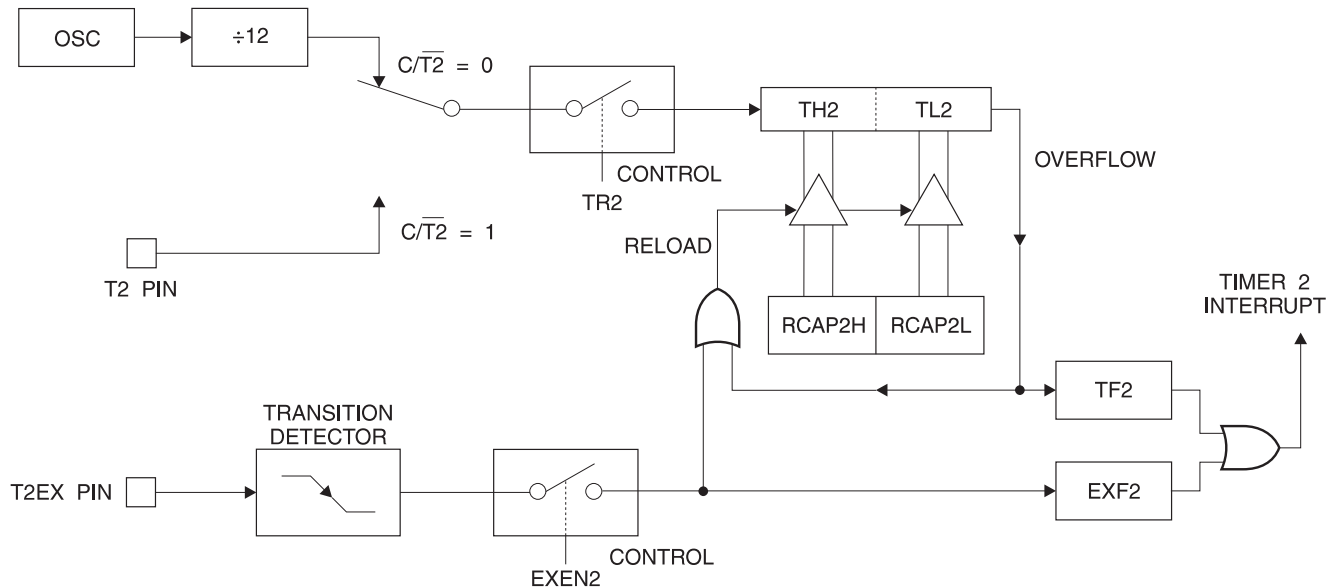 OSC
÷12
C/T2 = 0
TH2
TL2
CONTROL
TR2
OVERFLOW
C/T2 = 1
RELOAD
T2 PIN
RCAP2H
RCAP2L
TIMER 2
INTERRUPT
TF2
TRANSITION
DETECTOR
T2EX PIN
EXF2
CONTROL
EXEN2